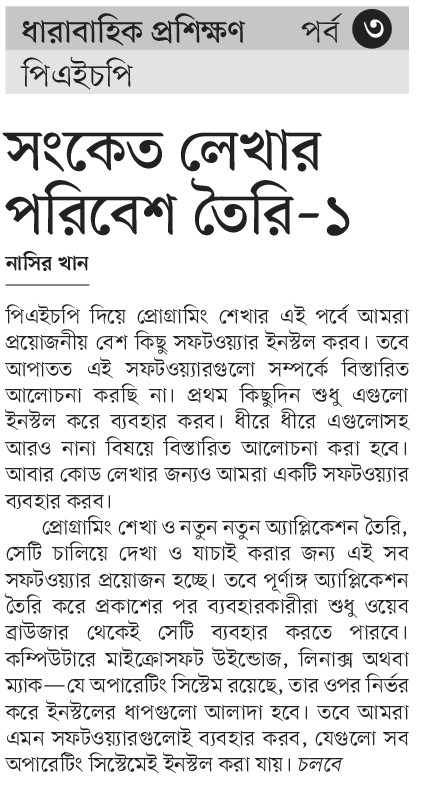 ধারাবাহিক প্রশিক্ষণ পর্ব ৩
পিএইচপি
সংকেত লেখার
পরিবেশ তৈরি-১
নাসির খান
পিএইচপি দিয়ে প্রোগ্রামিং শেখার এই পর্বে আমরা
প্রয়োজনীয় বেশ কিছু সফটওয়্যার ইনস্টল করব। তবে
আপাতত এই সফটওয়্যারগুলো সম্পর্কে বিস্তারিত
আলোচনা করছি না। প্রথম কিছুদিন শুধু এগুলো
ইনস্টল করে ব্যবহার করব। ধীরে ধীরে এগুলোসহ
আরও নানা বিষয়ে বিস্তারিত আলোচনা করা হবে।
আবার কোড লেখার জন্যও আমরা একটি সফটওয়্যার
ব্যবহার করব।
প্রোগ্রামিং শেখা ও নতুন নতুন অ্যাপ্লিকেশন তৈরি,
সেটি চালিয়ে দেখা ও যাচাই করার জন্য এই সব
সফটওয়্যার প্রয়োজন হচ্ছে। তবে পূর্ণাঙ্গ অ্যাপ্লিকেশন
তৈরি করে প্রকাশের পর ব্যবহারকারীরা শুধু ওয়েব
ব্রাউজার থেকেই সেটি ব্যবহার করতে পারবে।
কম্পিউটারে মাইক্রোসফট উইন্ডোজ, লিনাক্স অথবা
ম্যাক—যে অপারেটিং সিস্টেম রয়েছে, তার ওপর নির্ভর
করে ইনস্টলের ধাপগুলো আলাদা হবে। তবে আমরা
এমন সফটওয়্যারগুলোই ব্যবহার করব, যেগুলো সব
অপারেটিং সিস্টেমেই ইনস্টল করা যায়। চলবে